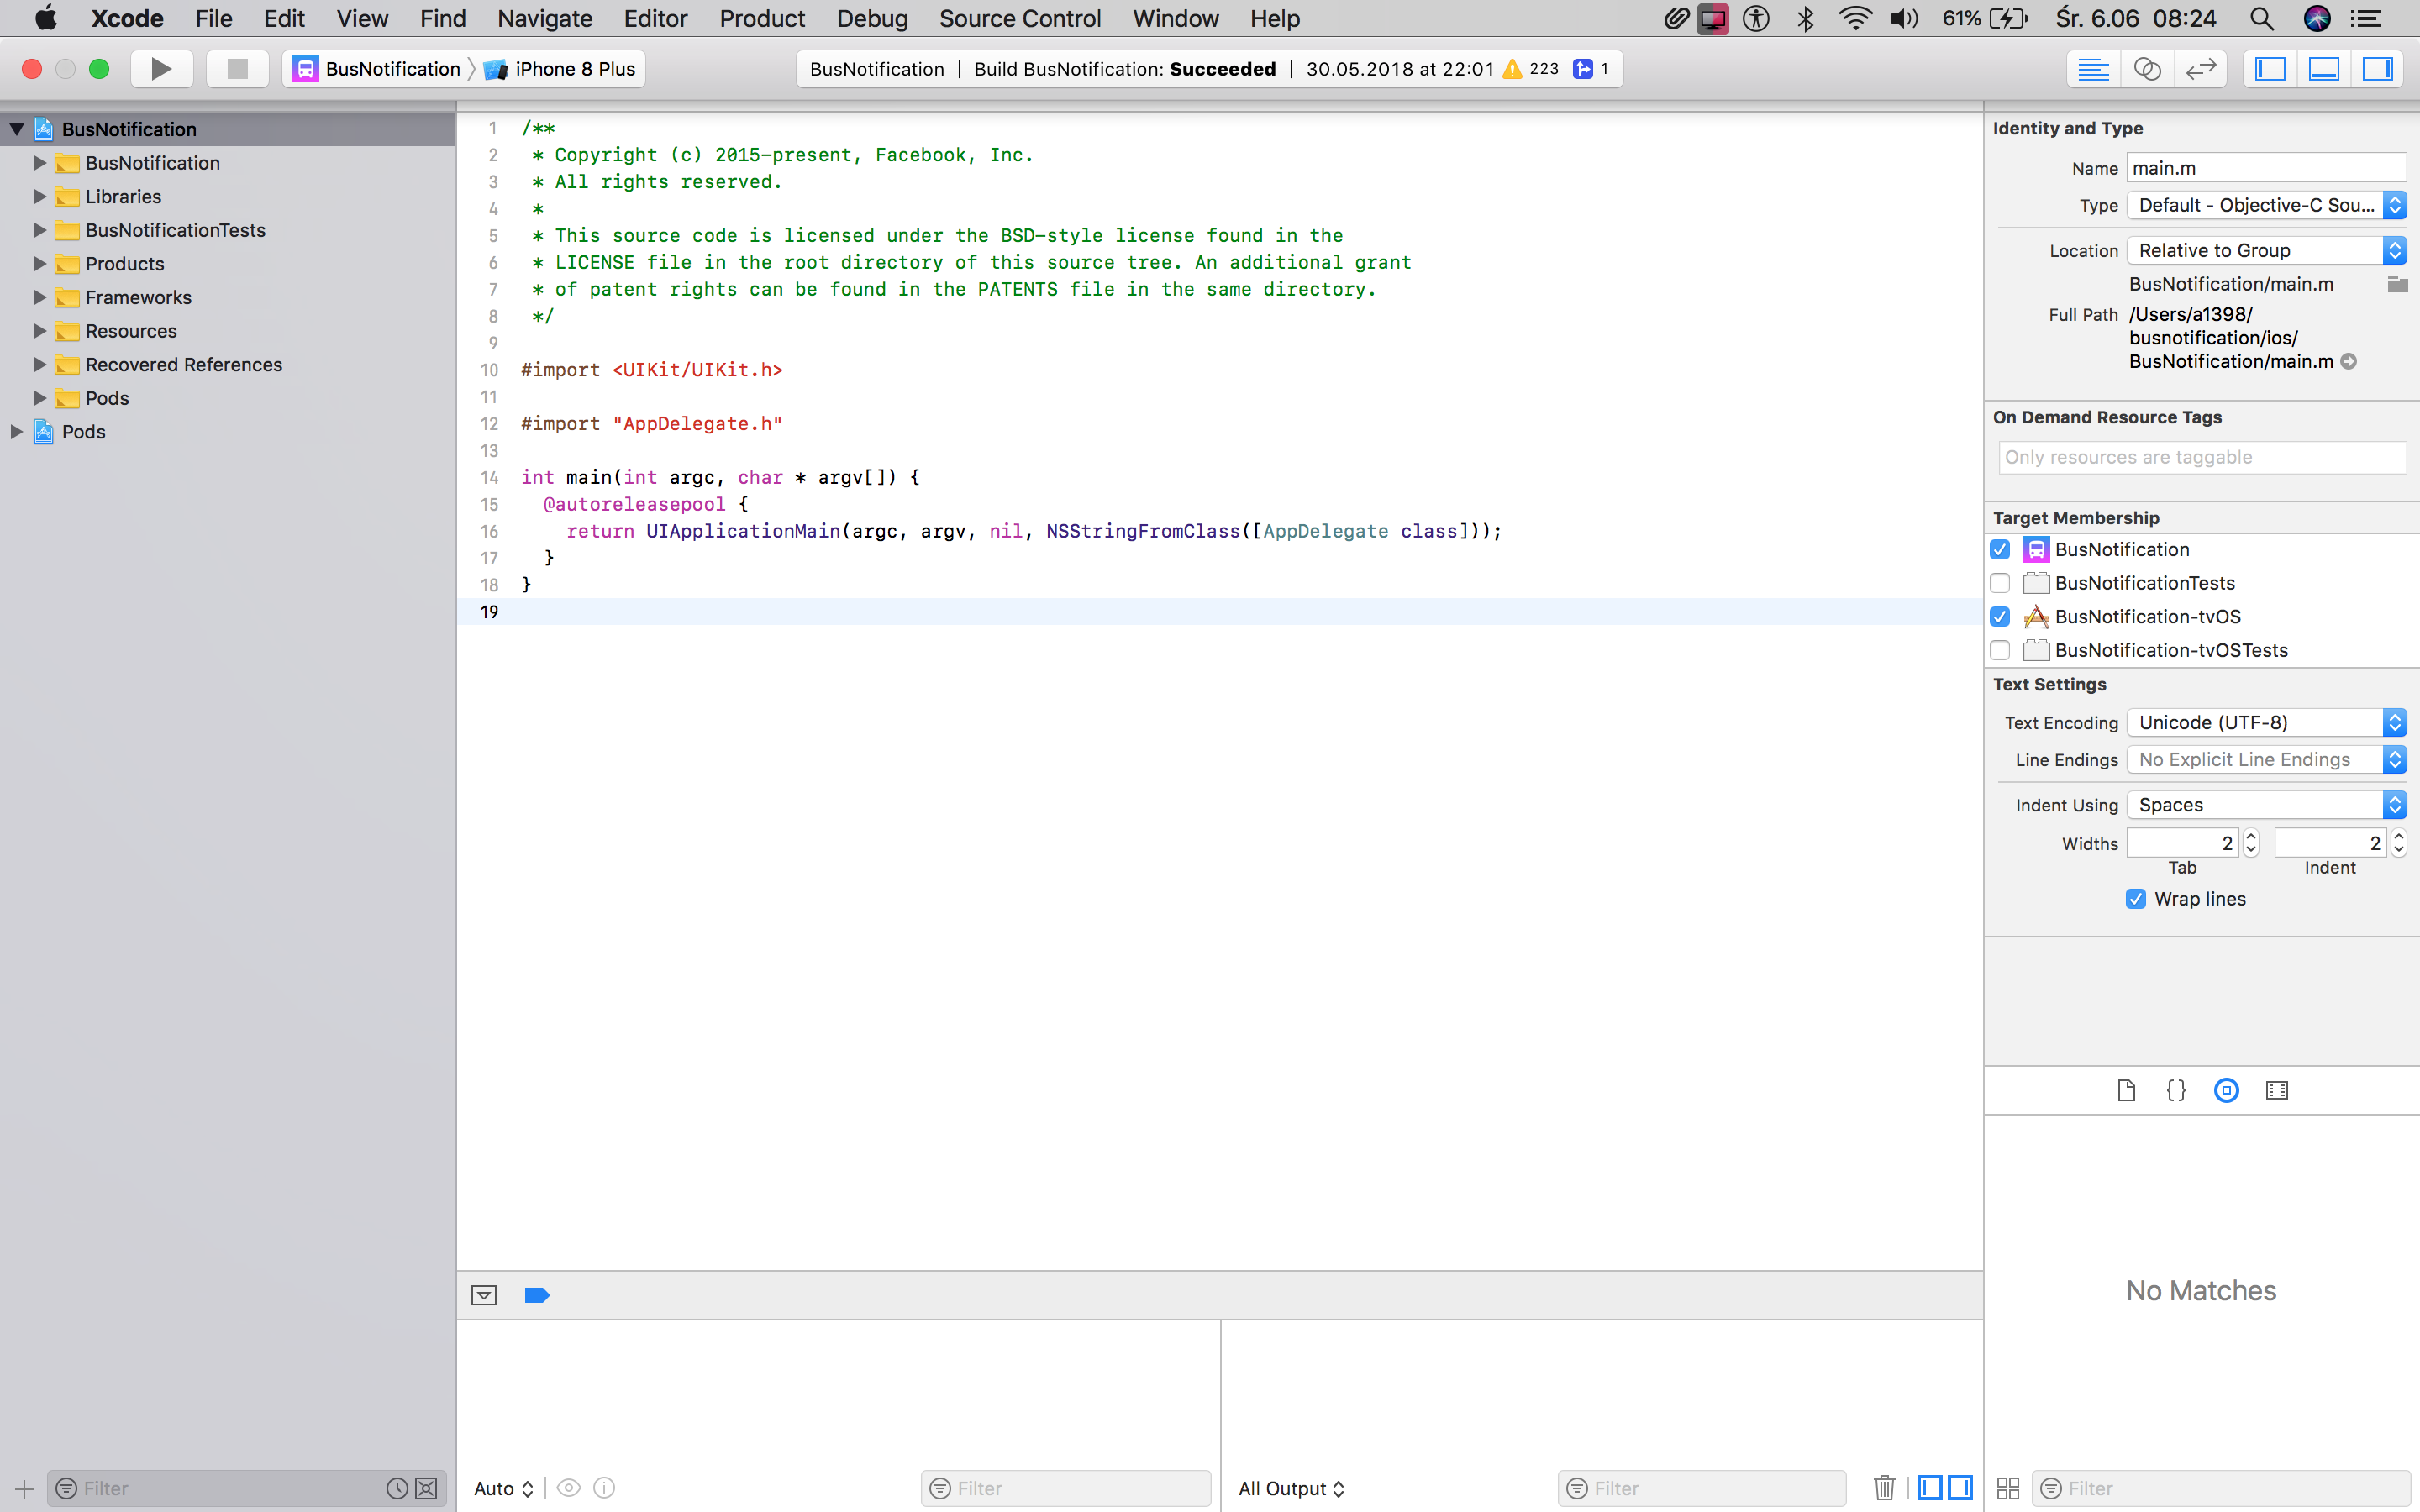 Xcode File Edit View Find Navigate Editor Product Debug Source Control Window Help 61% Śr. 6.06 08:24
BusNotification iPhone 8 Plus BusNotification Build BusNotification: Succeeded 30.05.2018 at 22:01 223 1
BusNotification
BusNotification
Libraries
BusNotificationTests
Products
Frameworks
Resources
Recovered References
Pods
Pods
1 /**
2 * Copyright (c) 2015-present, Facebook, Inc.
3 * All rights reserved.
4 *
5 * This source code is licensed under the BSD-style license found in the
6 * LICENSE file in the root directory of this source tree. An additional grant
7 * of patent rights can be found in the PATENTS file in the same directory.
8 */
9
10 #import <UIKit/UIKit.h>
11
12 #import "AppDelegate.h"
13
14 int main(int argc, char * argv[]) {
15 @autoreleasepool {
16 return UIApplicationMain(argc, argv, nil, NSStringFromClass([AppDelegate class]));
17 }
18 }
19
Identity and Type
Name main.m
Type Default - Objective-C Sou...
Location Relative to Group
BusNotification/main.m
Full Path /Users/a1398/
busnotification/ios/
BusNotification/main.m
On Demand Resource Tags
Only resources are taggable
Target Membership
BusNotification
BusNotificationTests
BusNotification-tvOS
BusNotification-tvOSTests
Text Settings
Text Encoding Unicode (UTF-8)
Line Endings No Explicit Line Endings
Indent Using Spaces
Widths 2 2
Tab Indent
Wrap lines
No Matches
Filter Auto Filter All Output Filter Filter